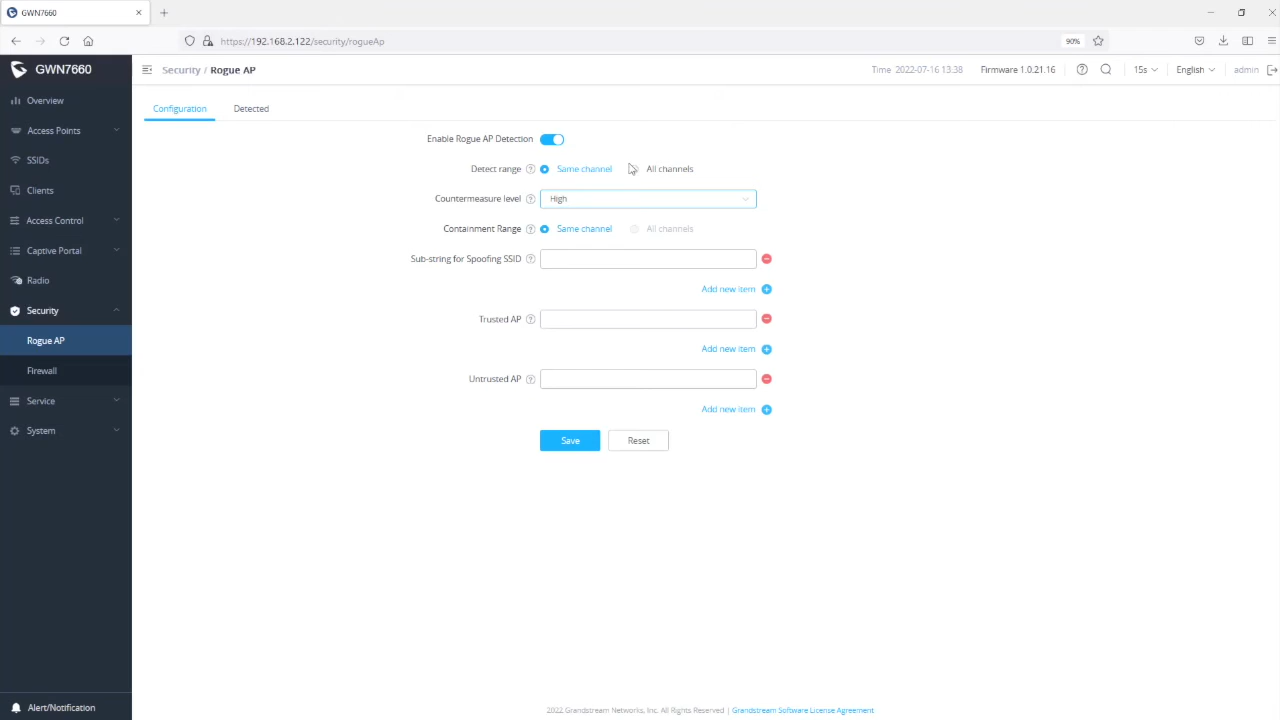 GWN7660
https://192.168.2.122/security/rogueAp
90%
GWN7660
Security / Rogue AP
Time 2022-07-16 13:38
Firmware 1.0.21.16
15s
English
admin
Overview
Access Points
SSIDs
Clients
Access Control
Captive Portal
Radio
Security
Rogue AP
Firewall
Service
System
Alert/Notification
Configuration
Detected
Enable Rogue AP Detection
Detect range ? Same channel All channels
Countermeasure level ? High
Containment Range ? Same channel All channels
Sub-string for Spoofing SSID ?
Add new item
Trusted AP ?
Add new item
Untrusted AP ?
Add new item
Save Reset
2022 Grandstream Networks, Inc. All Rights Reserved | Grandstream Software License Agreement